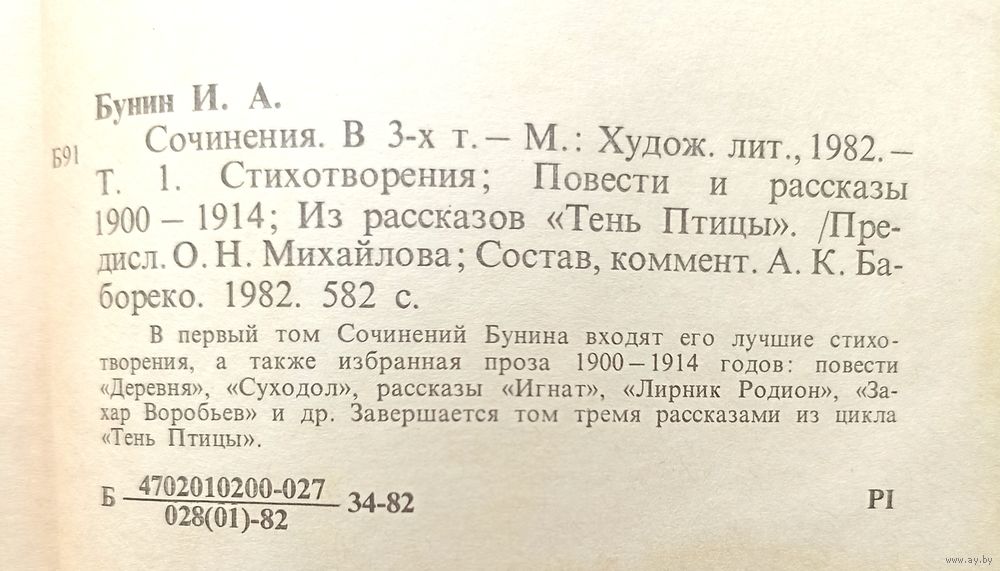 Бунин И. А.
Б91
Сочинения. В 3-х т. — М.: Худож. лит., 1982. —
Т. 1. Стихотворения; Повести и рассказы
1900 — 1914; Из рассказов «Тень Птицы». /Пре-
дисл. О. Н. Михайлова; Состав, коммент. А. К. Ба-
бореко. 1982. 582 с.
В первый том Сочинений Бунина входят его лучшие стихо-
творения, а также избранная проза 1900 — 1914 годов: повести
«Деревня», «Суходол», рассказы «Игнат», «Лирник Родион», «За-
хар Воробьев» и др. Завершается том тремя рассказами из цикла
«Тень Птицы».
Б 4702010200-027 34-82
028(01)-82
PI
www.ay.by